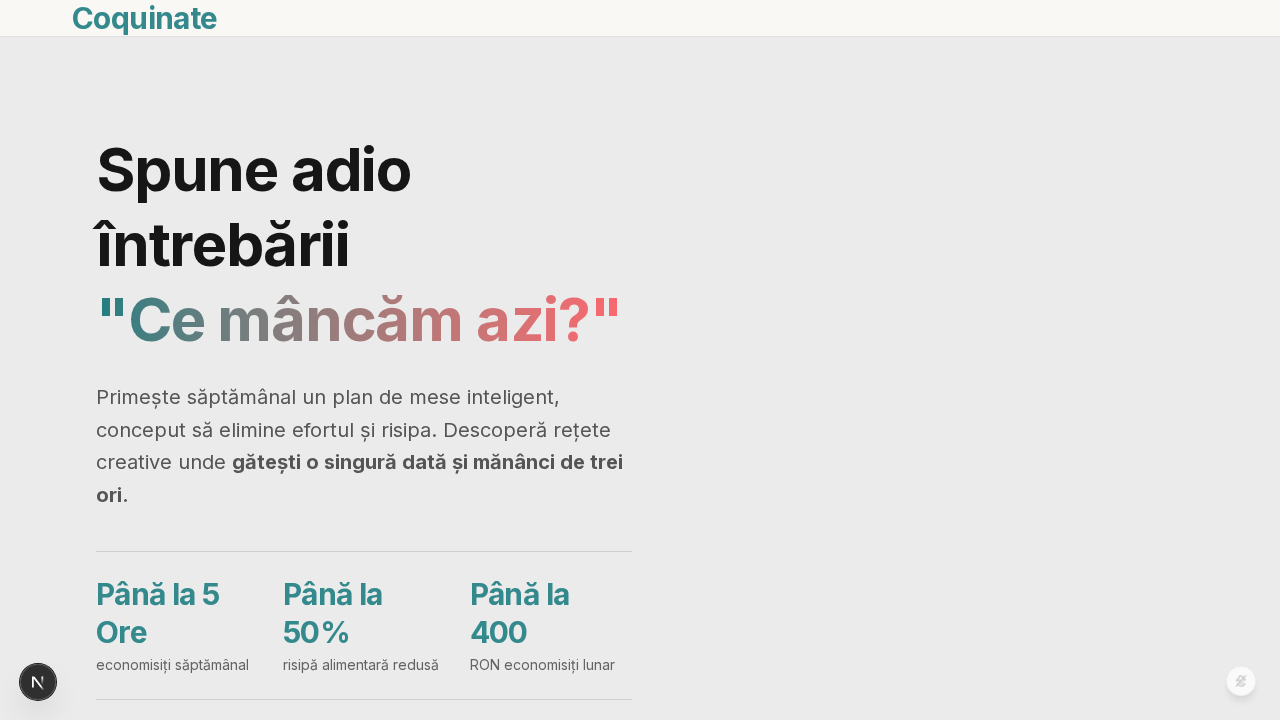 Coquinate
Spune adio
întrebării
"Ce mâncăm azi?"
Primește săptămânal un plan de mese inteligent,
conceput să elimine efortul și risipa. Descoperă rețete
creative unde gătești o singură dată și mănânci de trei
ori.
Până la 5
Ore
economisiți săptămânal
Până la
50%
risipă alimentară redusă
Până la
400
RON economisiți lunar
N